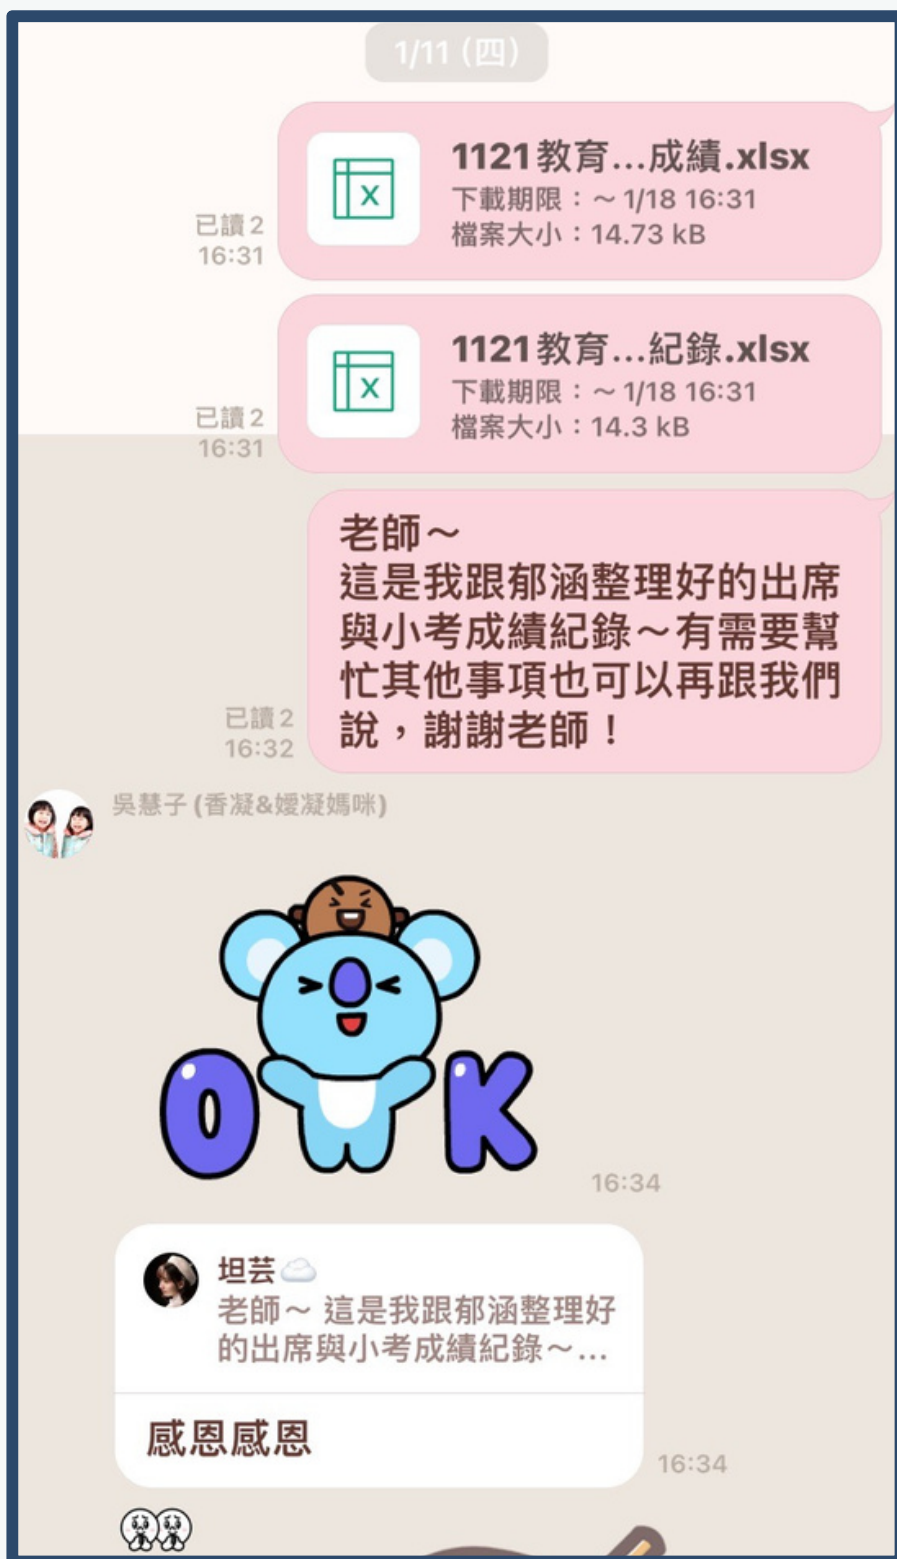 1/11 (四)
1121教育...成績.xlsx
下載期限：～ 1/18 16:31
檔案大小：14.73 kB
已讀 2
16:31
1121教育...紀錄.xlsx
下載期限：～ 1/18 16:31
檔案大小：14.3 kB
已讀 2
16:31
老師～
這是我跟郁涵整理好的出席
與小考成績紀錄～有需要幫
忙其他事項也可以再跟我們
說，謝謝老師！
已讀 2
16:32
吳慧子 (香凝&嬡凝媽咪)
OK
16:34
坦芸
老師～ 這是我跟郁涵整理好
的出席與小考成績紀錄～...
感恩感恩
16:34